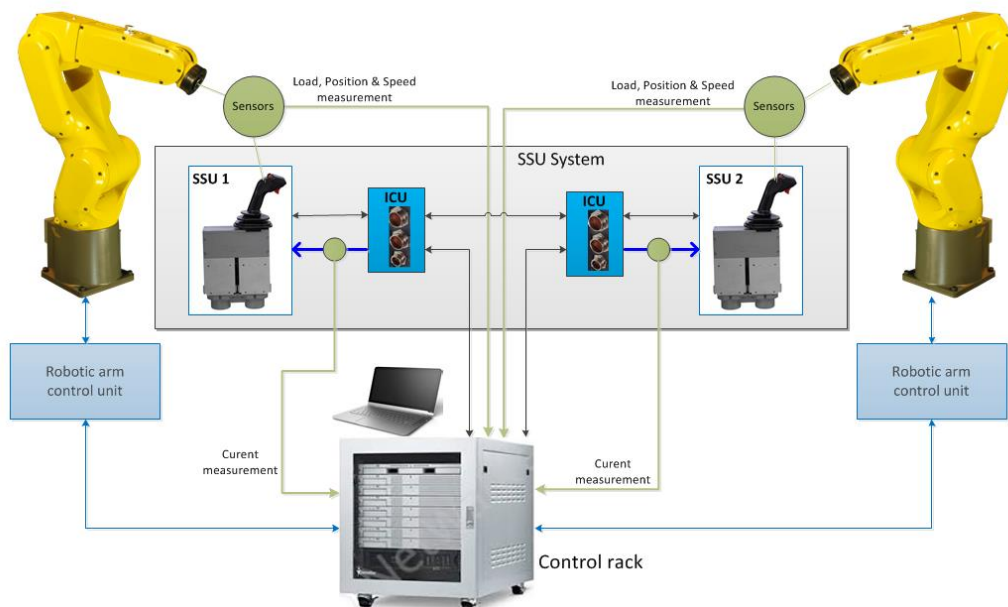 Load, Position & Speed
measurement
Sensors
Load, Position & Speed
measurement
Sensors
SSU System
SSU 1
ICU
ICU
SSU 2
Robotic arm
control unit
Robotic arm
control unit
Curent
measurement
Curent
measurement
Control rack